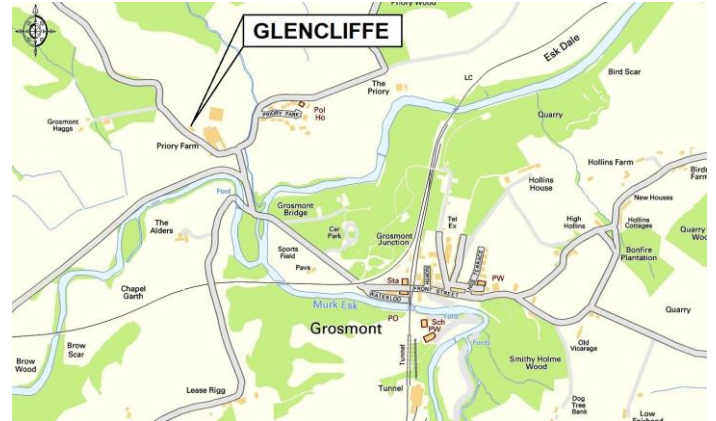 GLENCLIFFE
Priory Wood
Esk Dale
LC
Bird Scar
The
Priory
Pol
Ho
PRIORY PARK
Quarry
Grosmont
Haggs
Priory Farm
Hollins Farm
Hollins
House
New Houses
Ford
Grosmont
Bridge
Tel
Ex
High
Hollins
Hollins
Cottages
Quarry
Bonfire
Plantation
The
Alders
Car
Park
Grosmont
Junction
Sports
Field
Pavs
Chapel
Garth
Sta
FRONT STREET
TERRACE
PW
WATERLOO
Murk Esk
Ford
Quarry
PO
Sch
PW
Grosmont
Fords
Brow
Wood
Brow
Scar
Tunnel
Smithy Holme
Wood
Old
Vicarage
Lease Rigg
Tunnel
Dog
Tree
Bank
Low
Fairhead